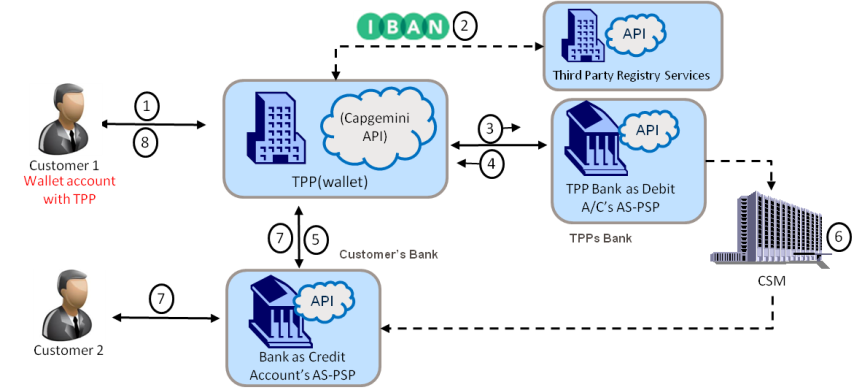 IBAN
2
API
Third Party Registry Services
1
8
Customer 1
Wallet account
with TPP
(Capgemini
API)
TPP(wallet)
3
4
API
TPP Bank as Debit
A/C's AS-PSP
TPPs Bank
6
CSM
7
5
Customer's Bank
7
Customer 2
API
Bank as Credit
Account's AS-PSP